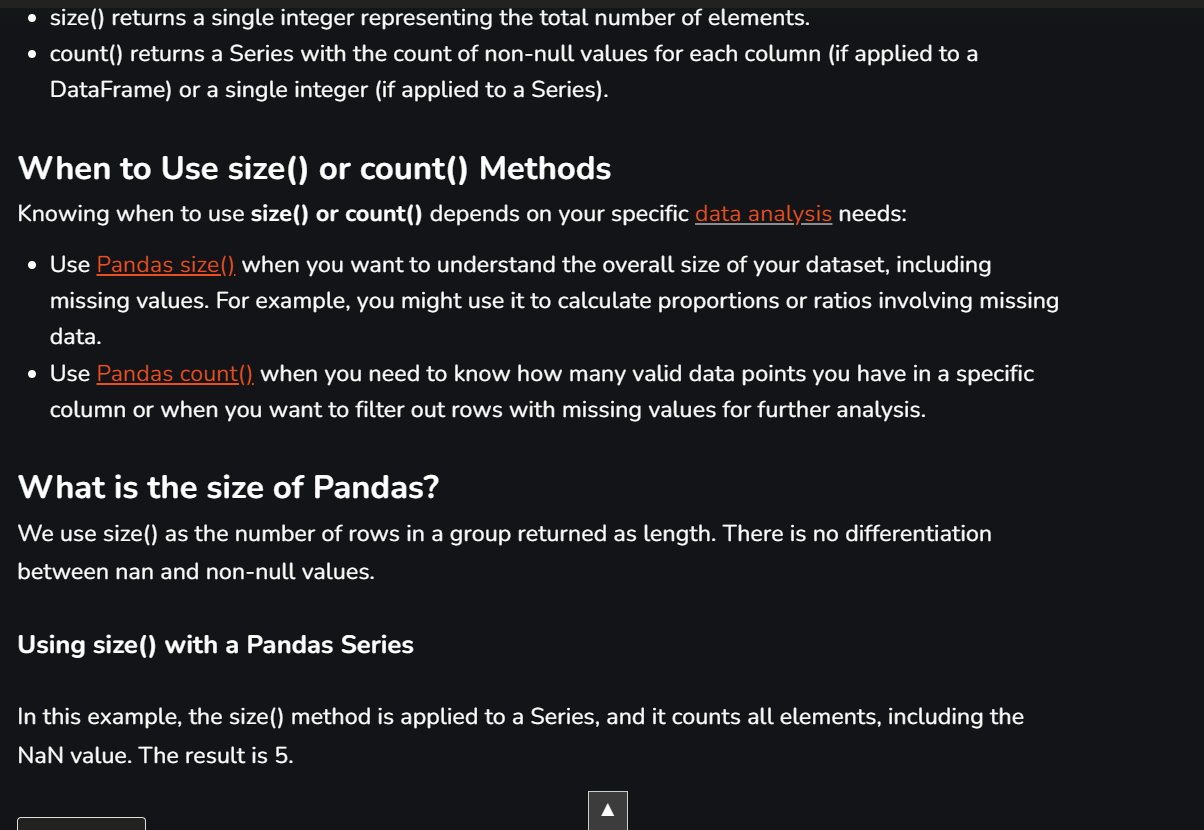 • size() returns a single integer representing the total number of elements.
• count() returns a Series with the count of non-null values for each column (if applied to a
DataFrame) or a single integer (if applied to a Series).
When to Use size() or count() Methods
Knowing when to use size() or count() depends on your specific data analysis needs:
• Use Pandas size() when you want to understand the overall size of your dataset, including
missing values. For example, you might use it to calculate proportions or ratios involving missing
data.
• Use Pandas count() when you need to know how many valid data points you have in a specific
column or when you want to filter out rows with missing values for further analysis.
What is the size of Pandas?
We use size() as the number of rows in a group returned as length. There is no differentiation
between nan and non-null values.
Using size() with a Pandas Series
In this example, the size() method is applied to a Series, and it counts all elements, including the
NaN value. The result is 5.
▲